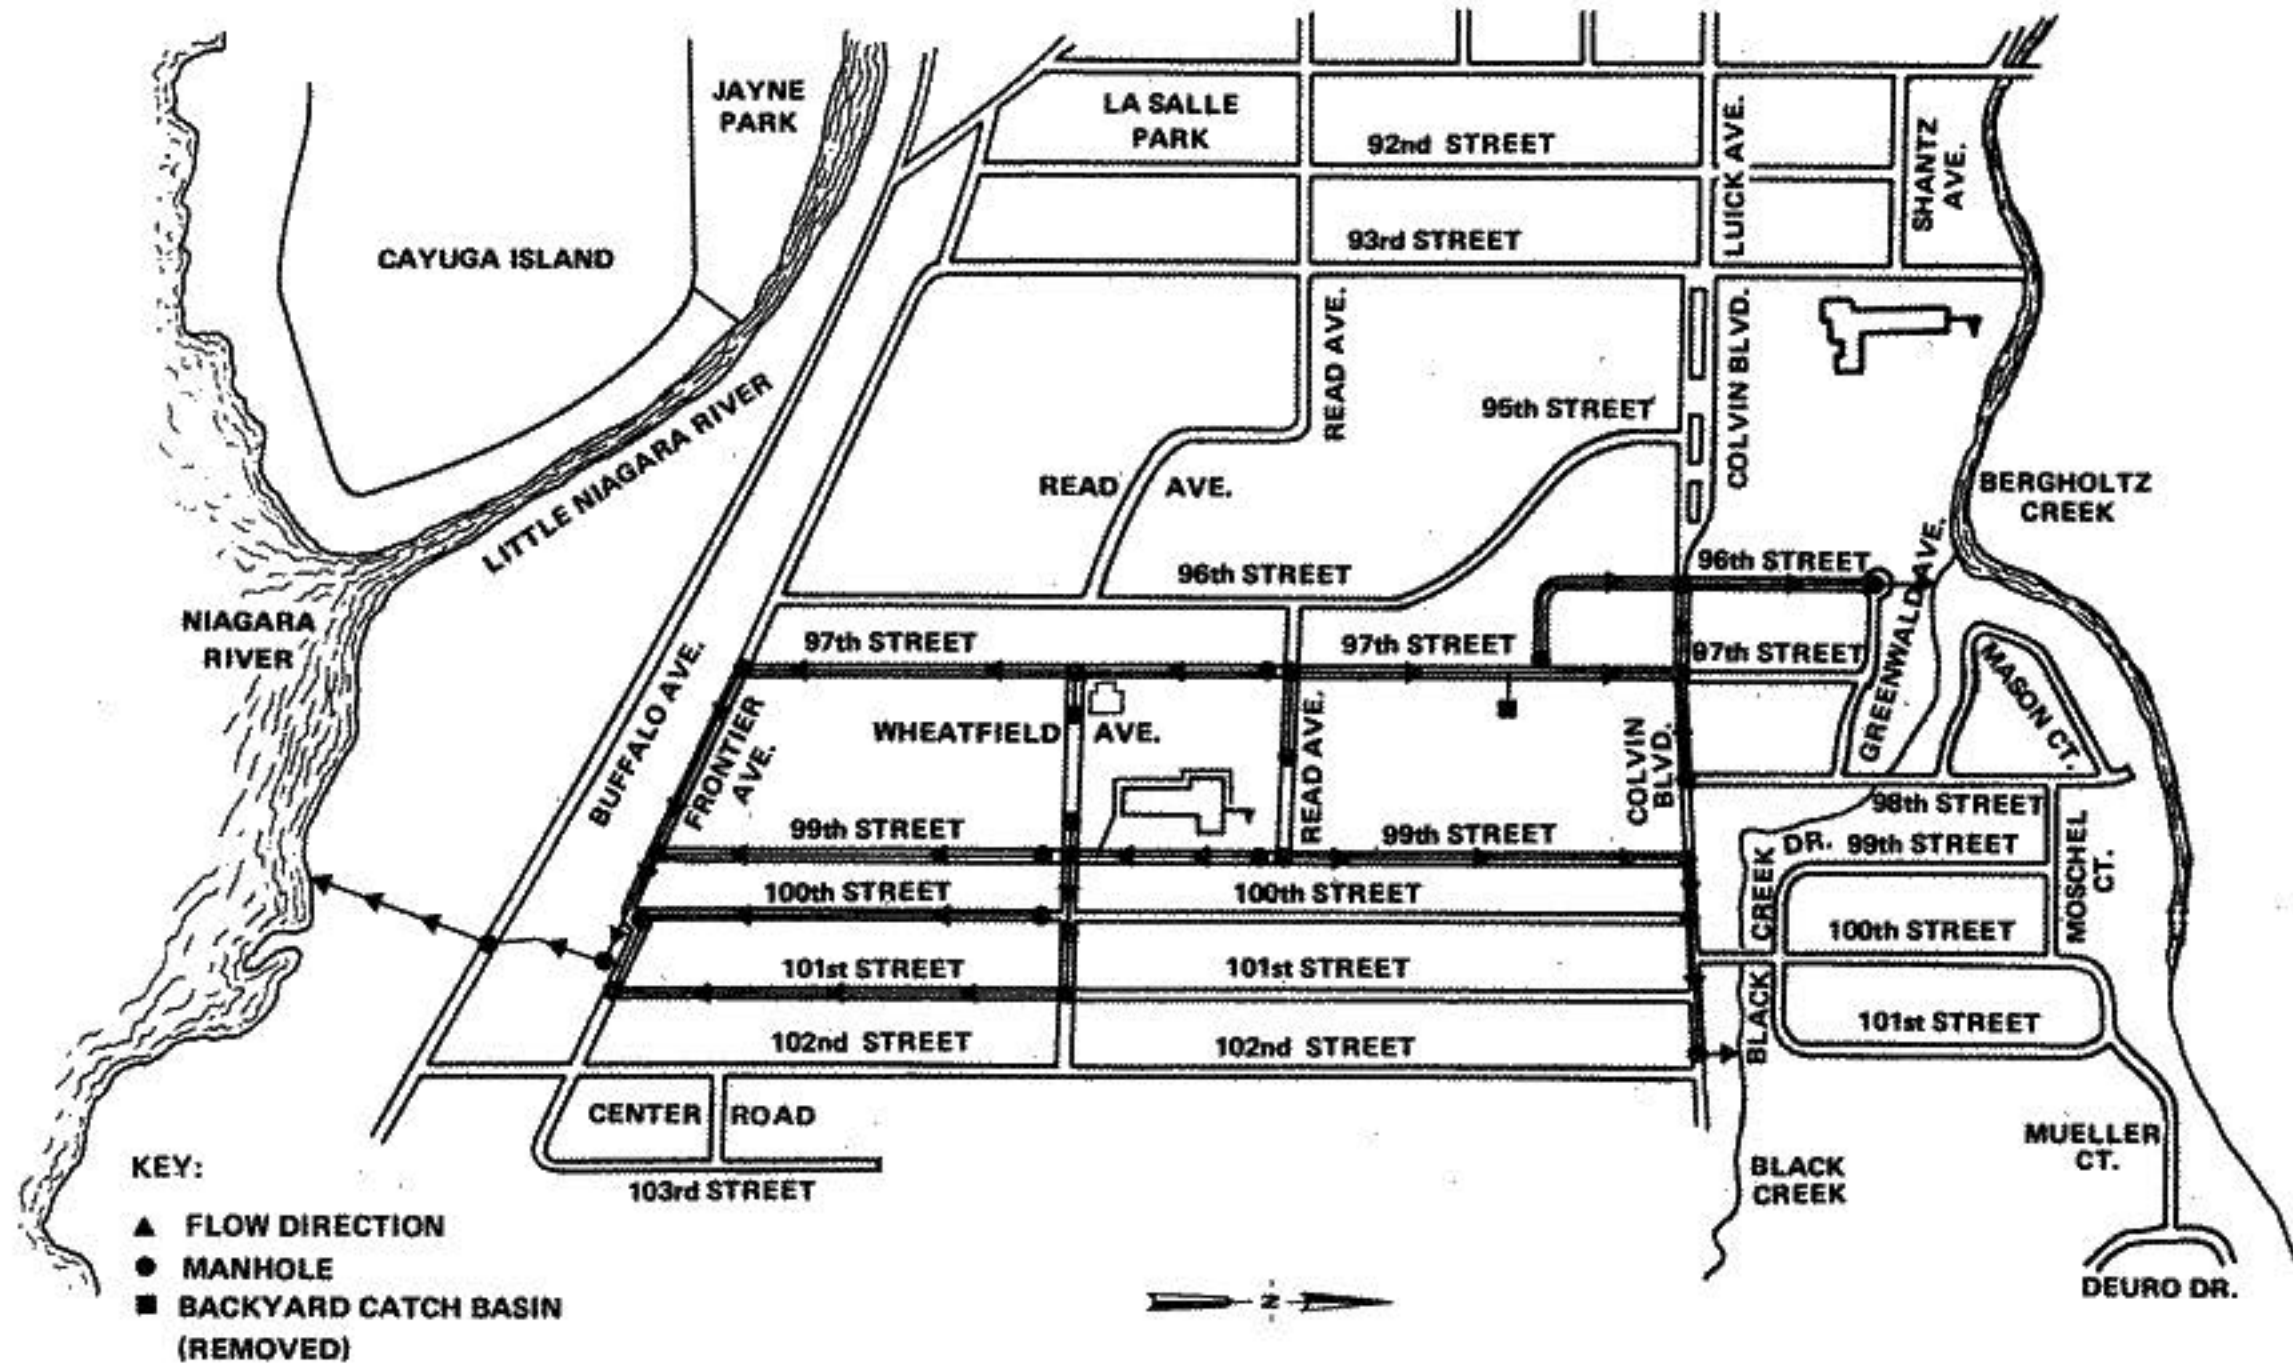 JAYNE
PARK
LA SALLE
PARK
92nd STREET
LUICK AVE.
SHANTZ
AVE.
93rd STREET
CAYUGA ISLAND
READ AVE.
COLVIN BLVD.
LITTLE NIAGARA RIVER
95th STREET
READ AVE.
BERGHOLTZ
CREEK
96th STREET
96th STREET
NIAGARA
RIVER
97th STREET
97th STREET
97th STREET
GREENWALD AVE.
MASON CT.
BUFFALO AVE.
FRONTIER
AVE.
WHEATFIELD AVE.
READ AVE.
COLVIN
BLVD.
99th STREET
99th STREET
98th STREET
99th STREET
MOSCHEL
CT.
BLACK CREEK DR.
100th STREET
100th STREET
100th STREET
101st STREET
101st STREET
101st STREET
102nd STREET
102nd STREET
CENTER ROAD
103rd STREET
BLACK
CREEK
MUELLER
CT.
DEURO DR.
KEY:
▲ FLOW DIRECTION
● MANHOLE
■ BACKYARD CATCH BASIN
(REMOVED)
N